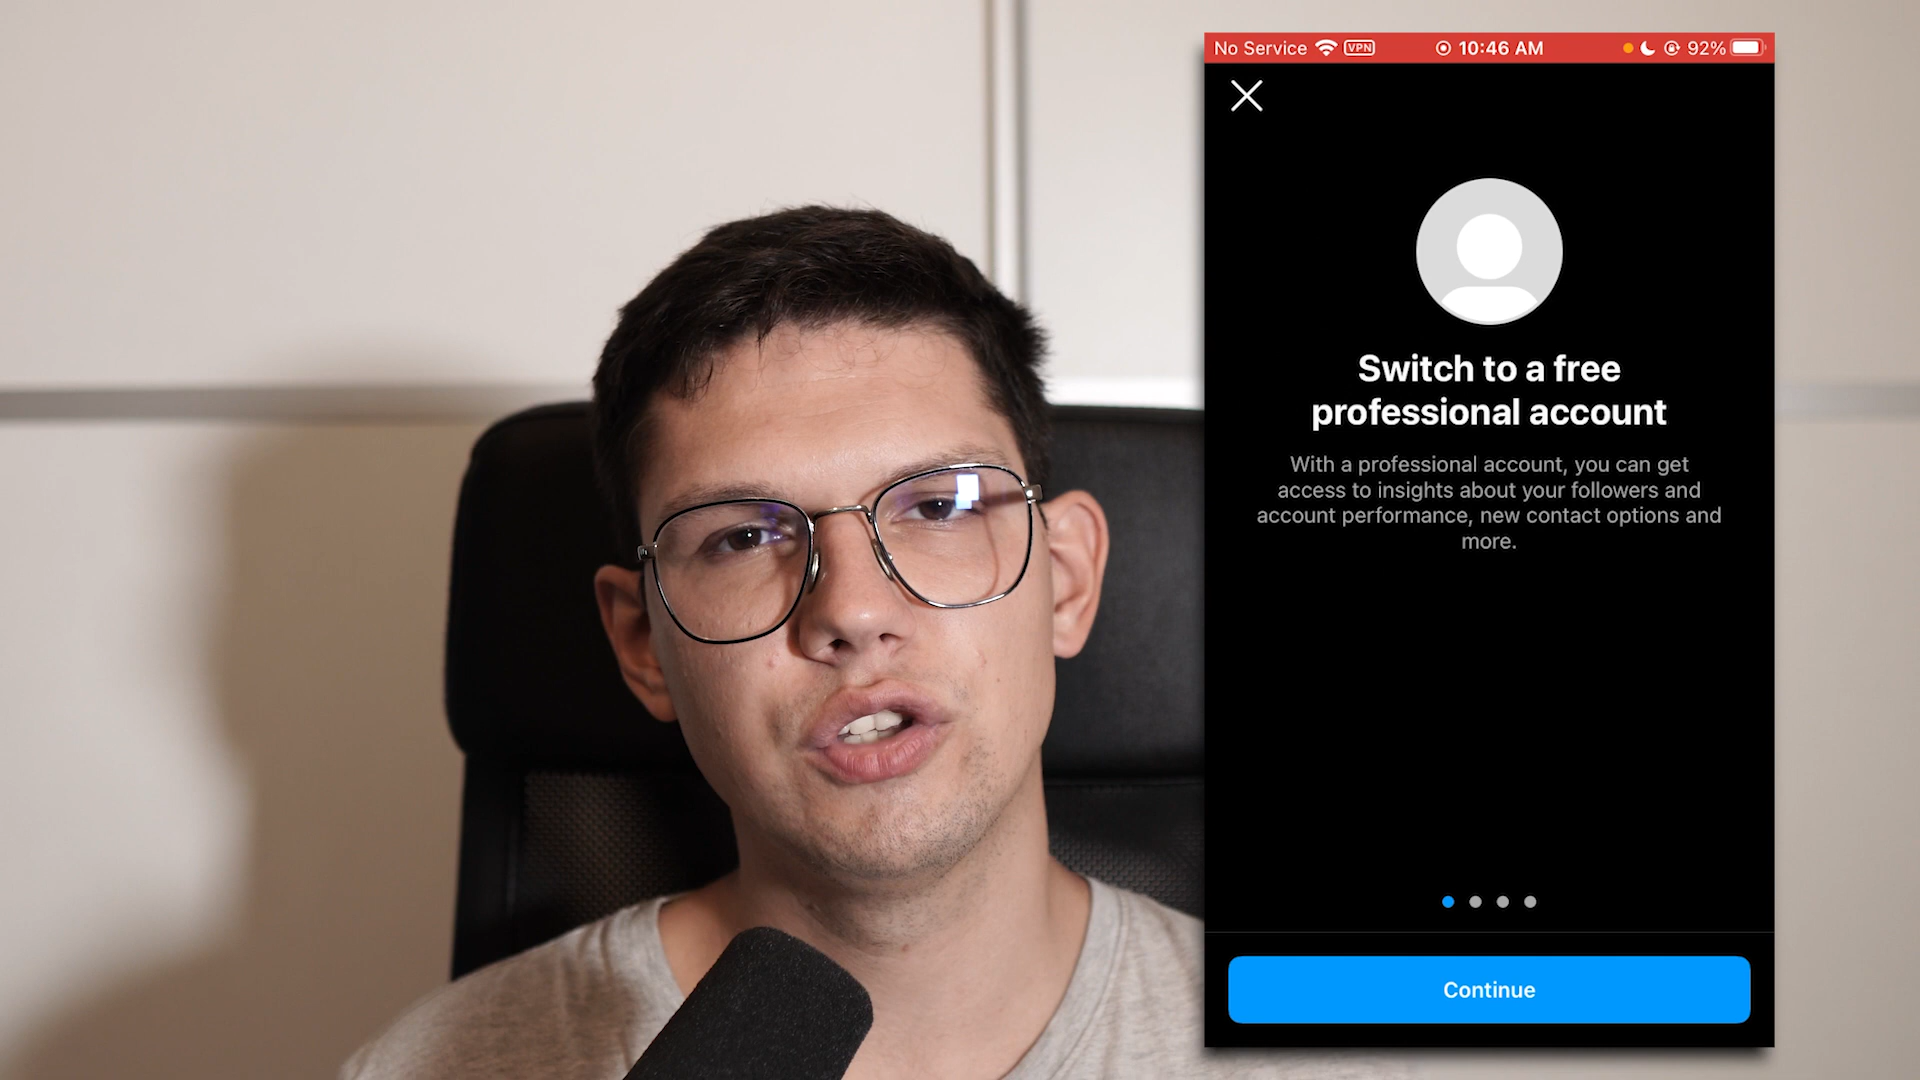 No Service VPN 10:46 AM 92%
Switch to a free
professional account
With a professional account, you can get
access to insights about your followers and
account performance, new contact options and
more.
Continue